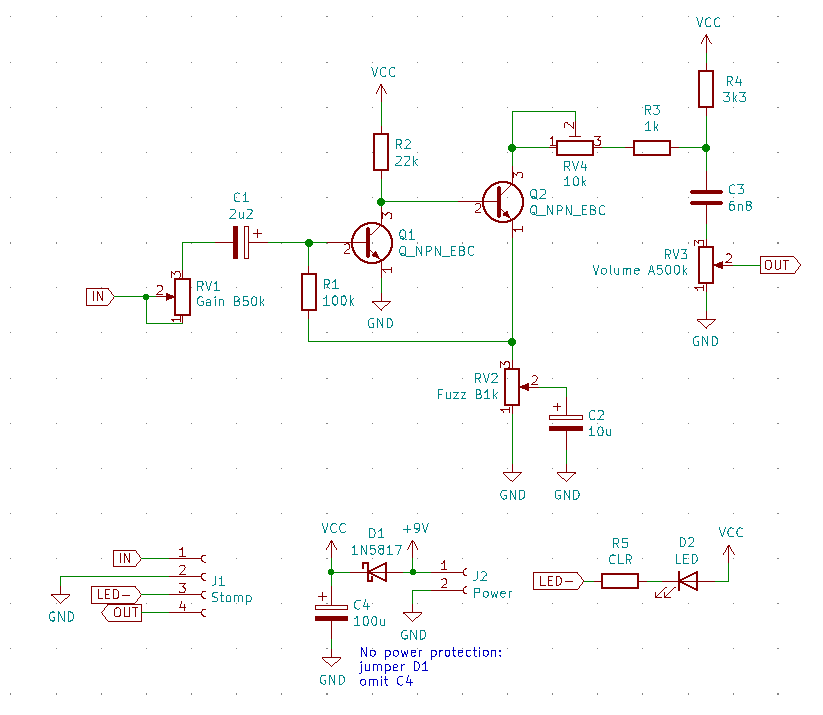 VCC
R4
3k3
VCC
R3
1k
2
1
3
RV4
10k
R2
22k
3
Q2
Q_NPN_EBC
2
1
C3
6n8
C1
2u2
+
3
Q1
Q_NPN_EBC
2
1
3
RV3
Volume A500k
2
1
OUT
GND
IN
3
2
RV1
Gain B50k
1
R1
100k
GND
3
RV2
Fuzz B1k
2
1
+
C2
10u
GND
GND
IN
1
2
LED-
3
OUT
4
J1
Stomp
GND
VCC
D1
1N5817
+9V
1
2
J2
Power
+
C4
100u
GND
GND
No power protection:
jumper D1
omit C4
LED-
R5
CLR
D2
LED
VCC